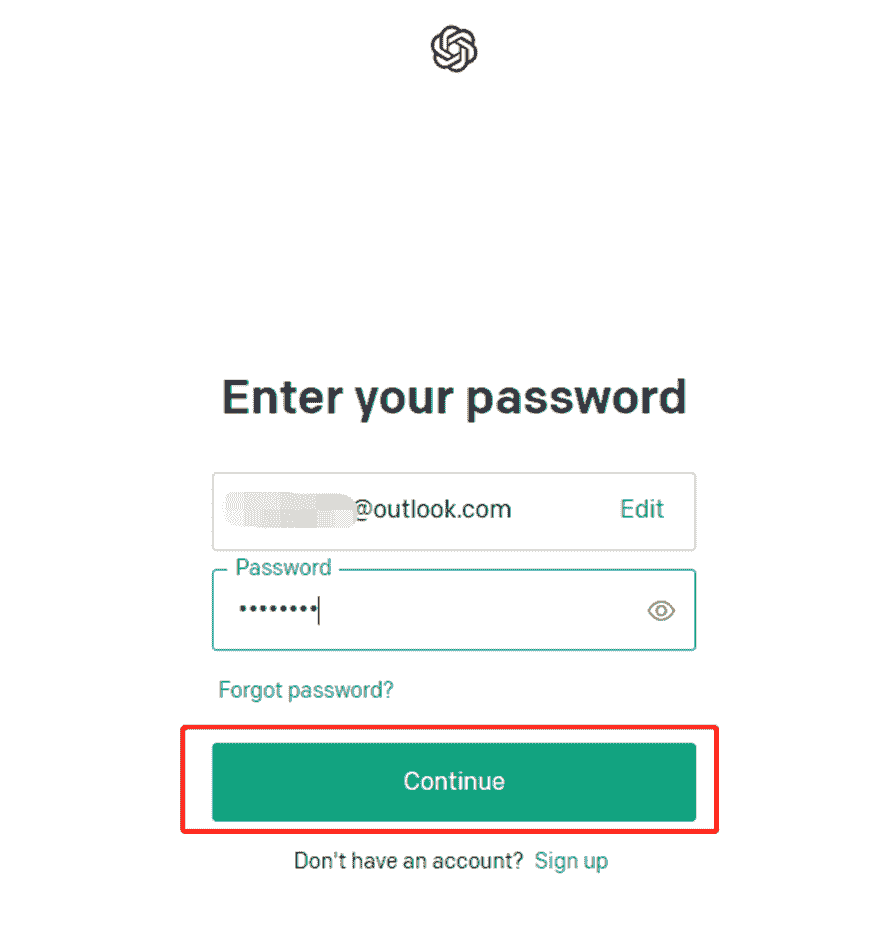 Enter your password
@outlook.com Edit
Password
••••••••
Forgot password?
Continue
Don't have an account? Sign up